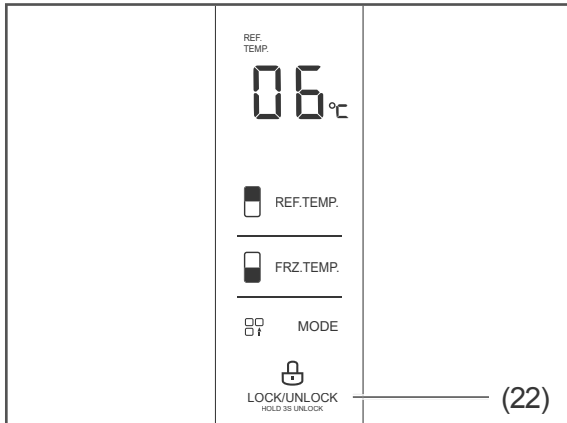 REF.
TEMP.
06°C
REF.TEMP.
FRZ.TEMP.
MODE
LOCK/UNLOCK
HOLD 3S UNLOCK
(22)